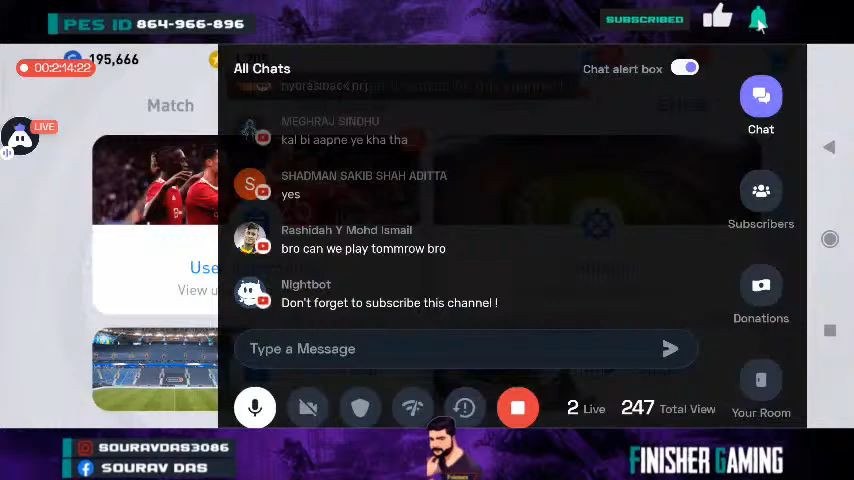 PES ID 864-966-896
SUBSCRIBED
195,666
00:2:14:22
All Chats
Chat alert box
Match
LIVE
Chat
MEGHRAJ SINDHU
kal bi aapne ye kha tha
S
SHADMAN SAKIB SHAH ADITTA
yes
Subscribers
Rashidah Y Mohd Ismail
bro can we play tommrow bro
Use
View u
Nightbot
Don't forget to subscribe this channel !
Donations
Type a Message
2 Live
247 Total View
Your Room
SOURAVDAS3086
SOURAV DAS
FINISHER GAMING